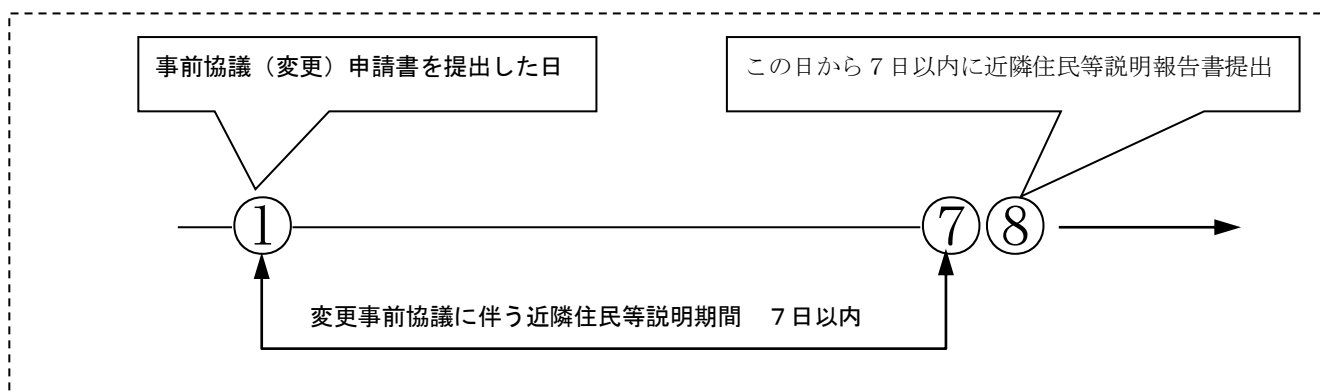 事前協議（変更）申請書を提出した日
この日から７日以内に近隣住民等説明報告書提出
① ⑦ ⑧
変更事前協議に伴う近隣住民等説明期間　７日以内